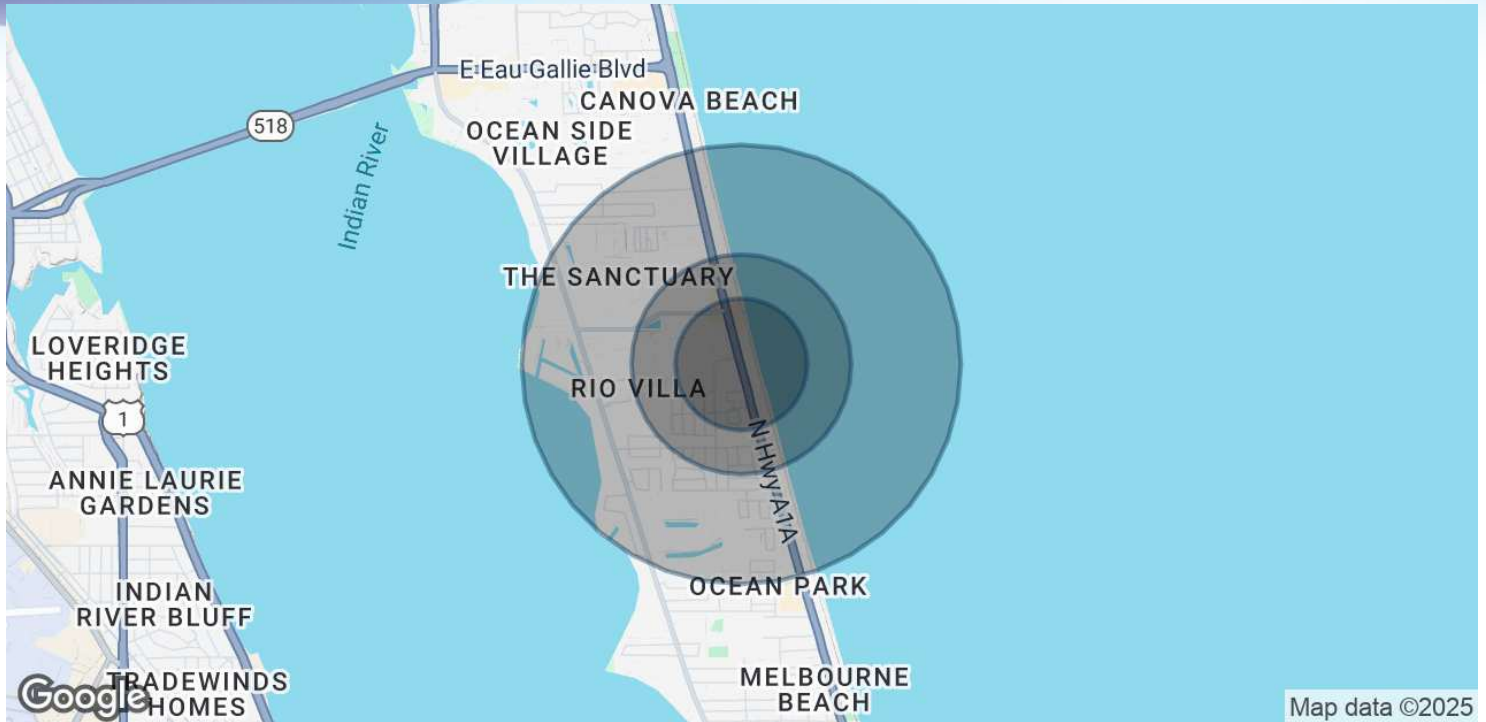 E Eau Gallie Blvd
CANOVA BEACH
518
OCEAN SIDE
VILLAGE
Indian River
THE SANCTUARY
LOVERIDGE
HEIGHTS
RIO VILLA
1
N Hwy A1A
ANNIE LAURIE
GARDENS
OCEAN PARK
INDIAN
RIVER BLUFF
MELBOURNE
BEACH
TRADEWINDS
HOMES
Google
Map data ©2025